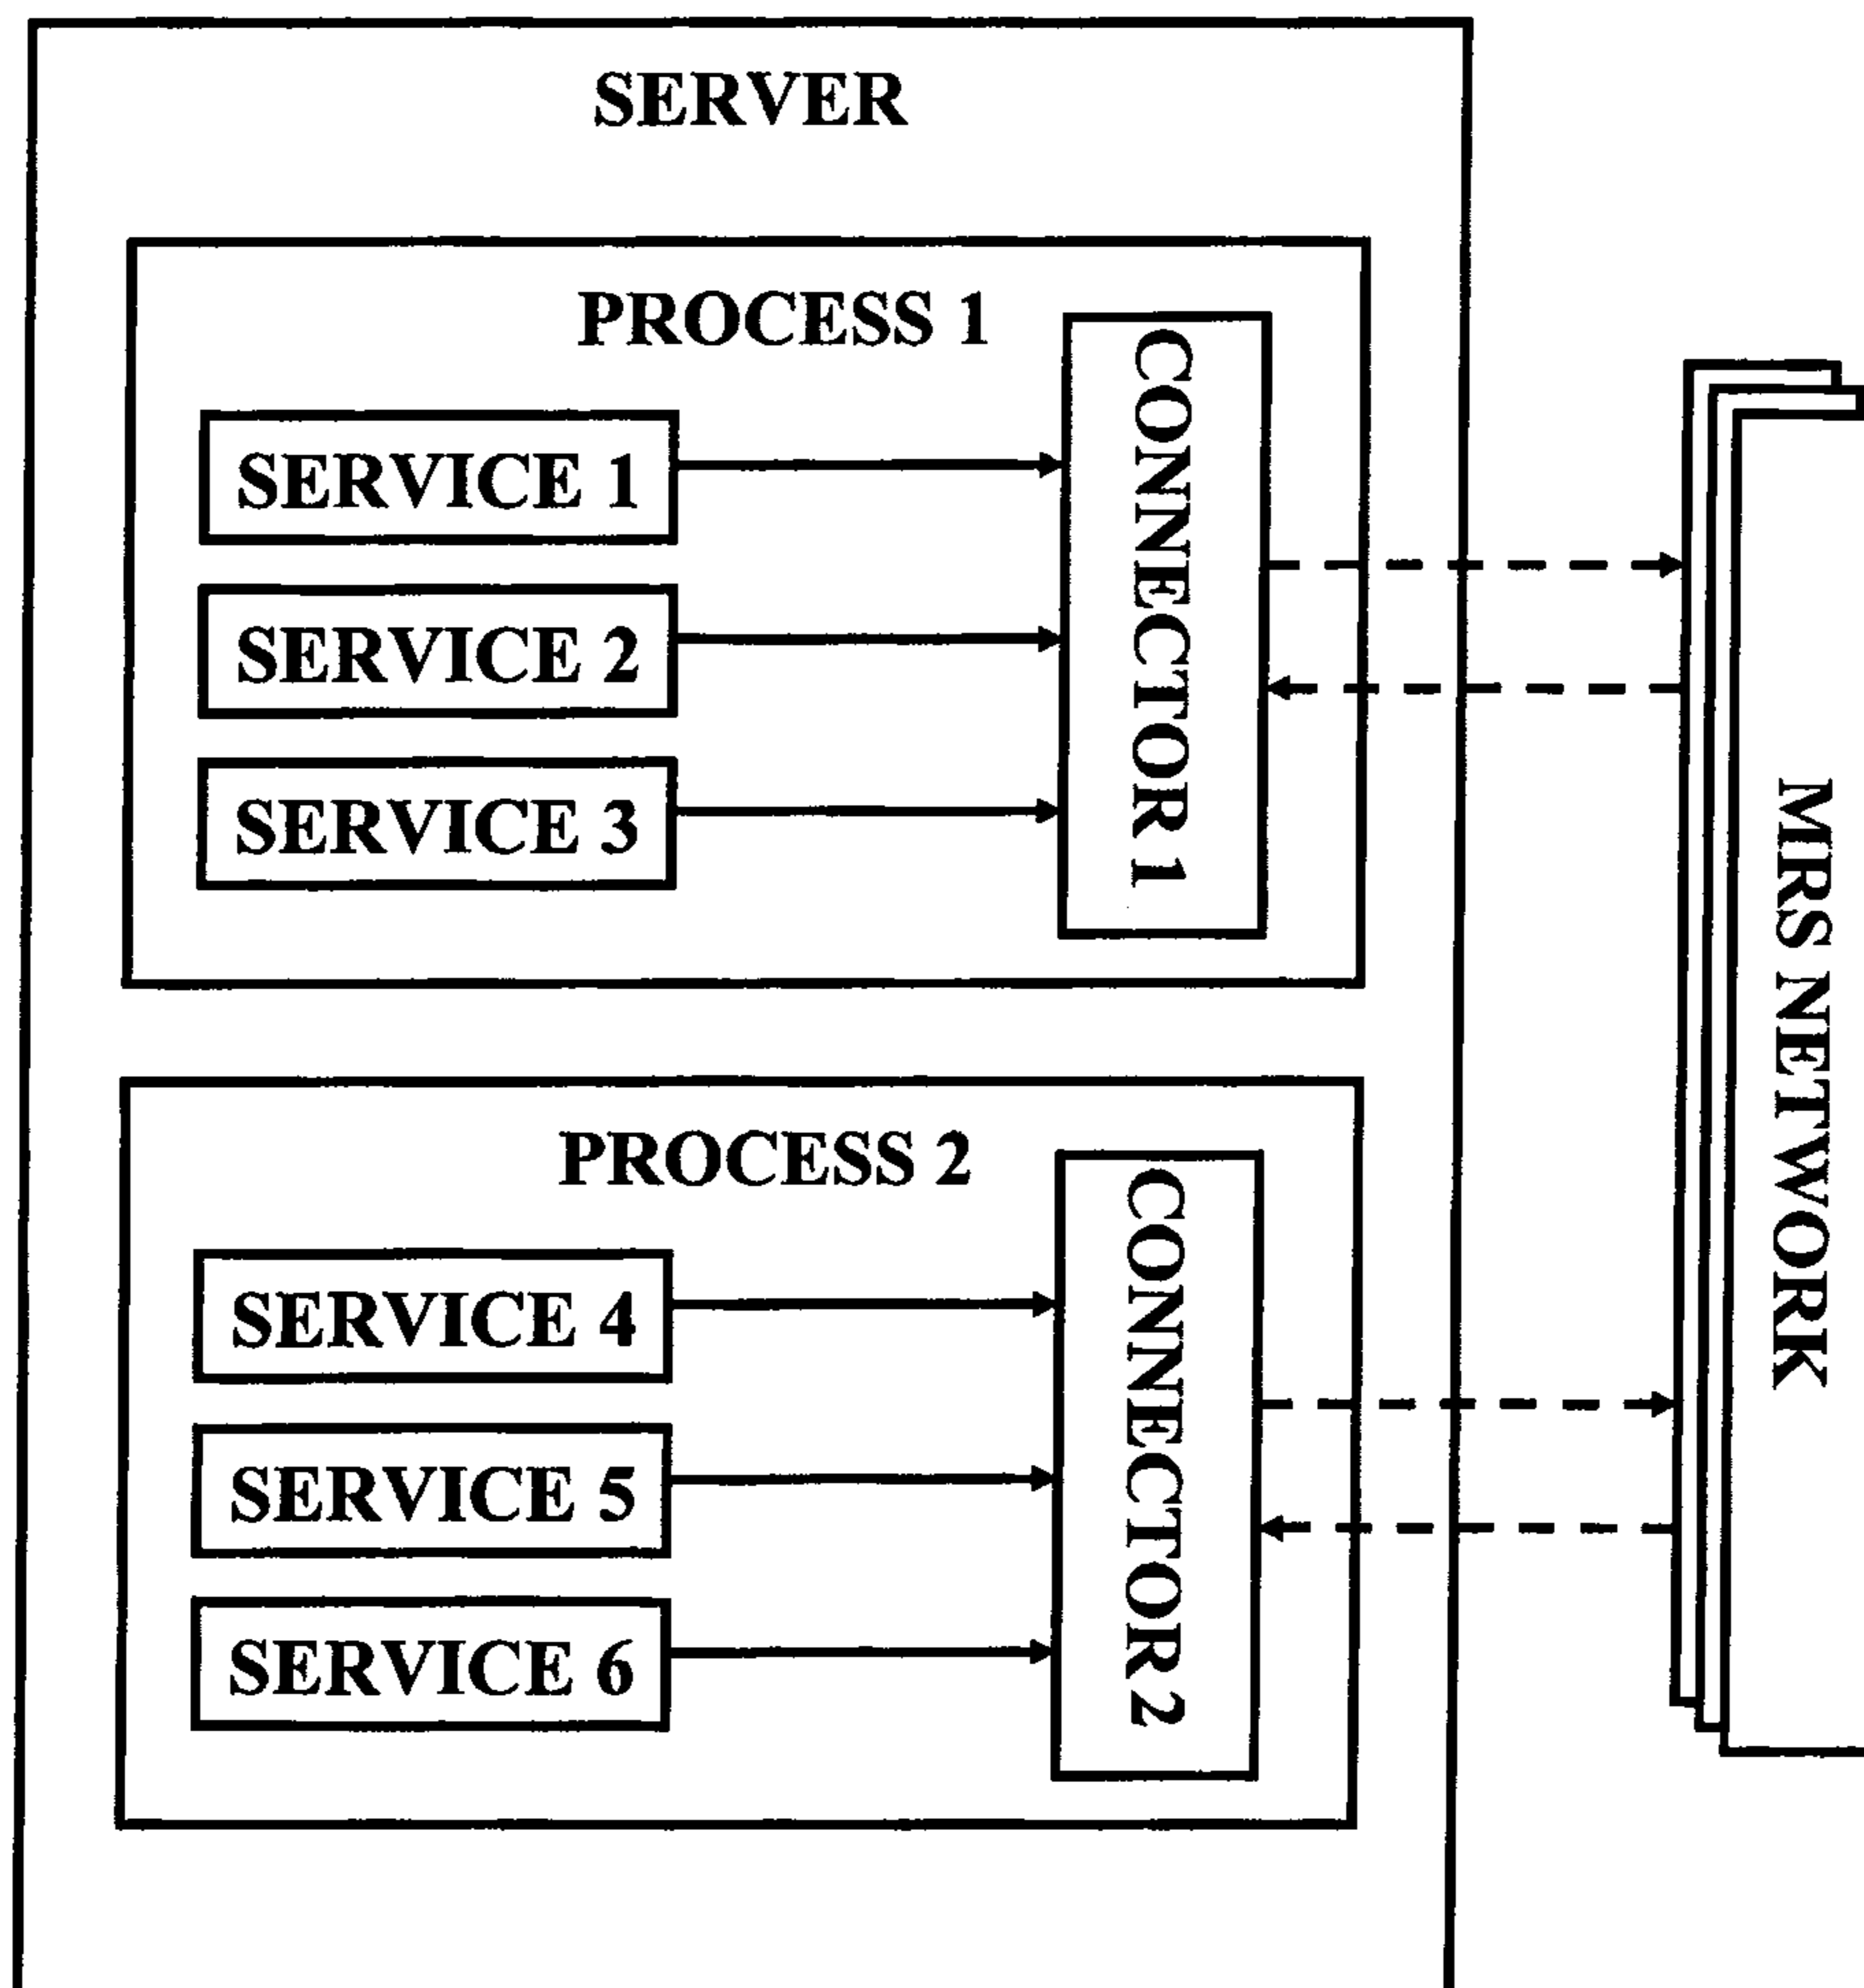 SERVER
PROCESS 1
CONNECTOR 1
SERVICE 1
SERVICE 2
SERVICE 3
MRS NETWORK
PROCESS 2
CONNECTOR 2
SERVICE 4
SERVICE 5
SERVICE 6